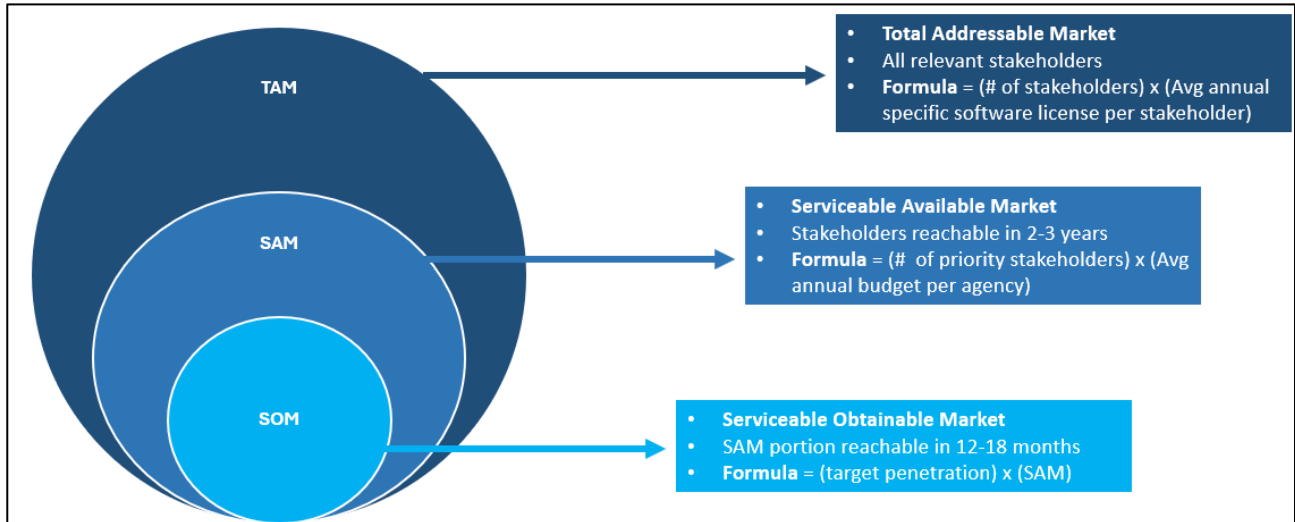 TAM
• Total Addressable Market
• All relevant stakeholders
• Formula = (# of stakeholders) x (Avg annual
specific software license per stakeholder)
SAM
• Serviceable Available Market
• Stakeholders reachable in 2-3 years
• Formula = (# of priority stakeholders) x (Avg
annual budget per agency)
SOM
• Serviceable Obtainable Market
• SAM portion reachable in 12-18 months
• Formula = (target penetration) x (SAM)